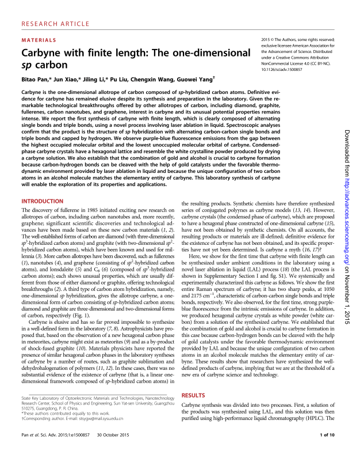 RESEARCH ARTICLE
MATERIALS
Carbyne with finite length: The one-dimensional
sp carbon
Bitao Pan,* Jun Xiao,* Jiling Li,* Pu Liu, Chengxin Wang, Guowei Yang†
2015 © The Authors, some rights reserved;
exclusive licensee American Association for
the Advancement of Science. Distributed
under a Creative Commons Attribution
NonCommercial License 4.0 (CC BY-NC).
10.1126/sciadv.1500857
Carbyne is the one-dimensional allotrope of carbon composed of sp-hybridized carbon atoms. Definitive evi-
dence for carbyne has remained elusive despite its synthesis and preparation in the laboratory. Given the re-
markable technological breakthroughs offered by other allotropes of carbon, including diamond, graphite,
fullerenes, carbon nanotubes, and graphene, interest in carbyne and its unusual potential properties remains
intense. We report the first synthesis of carbyne with finite length, which is clearly composed of alternating
single bonds and triple bonds, using a novel process involving laser ablation in liquid. Spectroscopic analyses
confirm that the product is the structure of sp hybridization with alternating carbon-carbon single bonds and
triple bonds and capped by hydrogen. We observe purple-blue fluorescence emissions from the gap between
the highest occupied molecular orbital and the lowest unoccupied molecular orbital of carbyne. Condensed-
phase carbyne crystals have a hexagonal lattice and resemble the white crystalline powder produced by drying
a carbyne solution. We also establish that the combination of gold and alcohol is crucial to carbyne formation
because carbon-hydrogen bonds can be cleaved with the help of gold catalysts under the favorable thermo-
dynamic environment provided by laser ablation in liquid and because the unique configuration of two carbon
atoms in an alcohol molecule matches the elementary entity of carbyne. This laboratory synthesis of carbyne
will enable the exploration of its properties and applications.
INTRODUCTION
The discovery of fullerene in 1985 initiated exciting new research into
allotropes of carbon, including carbon nanotubes and, more recently,
graphene; significant scientific discoveries and technological ad-
vances have been made based on these new carbon materials (1, 2).
The well-established forms of carbon are diamond (with three-dimensional
sp³-hybridized carbon atoms) and graphite (with two-dimensional sp²-
hybridized carbon atoms), which have been known and used for mil-
lennia (3). More carbon allotropes have been discovered, such as fullerenes
(1), nanotubes (4), and graphene (consisting of sp²-hybridized carbon
atoms), and lonsdaleite (5) and C₈ (6) (composed of sp³-hybridized
carbon atoms); each shows unusual properties, which are usually dif-
ferent from those of either diamond or graphite, offering technological
breakthroughs (2). A third type of carbon atom hybridization, namely,
one-dimensional sp hybridization, gives the allotrope carbyne, a one-
dimensional form of carbon consisting of sp-hybridized carbon atoms;
diamond and graphite are three-dimensional and two-dimensional forms
of carbon, respectively (Fig. 1).
Carbyne is elusive and has so far proved impossible to synthesize
in a well-defined form in the laboratory (7, 8). Astrophysicists have pro-
posed that, based on the observation of a new hexagonal carbon phase
in meteorites, carbyne might exist as meteorites (9) and as a by-product
of shock-fused graphite (10). Materials physicists have reported the
presence of similar hexagonal carbon phases in the laboratory syntheses
of carbyne by a number of routes, such as graphite sublimation and
dehydrohalogenation of polymers (11, 12). In those cases, there was no
substantial evidence of the existence of carbyne (that is, a linear one-
dimensional framework composed of sp-hybridized carbon atoms) in
State Key Laboratory of Optoelectronic Materials and Technologies, Nanotechnology
Research Center, School of Physics and Engineering, Sun Yat-sen University, Guangzhou
510275, Guangdong, P. R. China.
*These authors contributed equally to this work.
†Corresponding author: E-mail: stsygw@mail.sysu.edu.cn
the resulting products. Synthetic chemists have therefore synthesized
series of conjugated polyynes as carbyne models (13, 14). However,
carbyne crystals (the condensed phase of carbyne), which are proposed
to have a hexagonal phase constructed of one-dimensional carbyne (15),
have not been obtained by synthetic chemists. On all accounts, the
resulting products or materials are ill-defined; definitive evidence for
the existence of carbyne has not been obtained, and its specific proper-
ties have not yet been determined. Is carbyne a myth (16, 17)?
Here, we show for the first time that carbyne with finite length can
be synthesized under ambient conditions in the laboratory using a
novel laser ablation in liquid (LAL) process (18) (the LAL process is
shown in Supplementary Section I and fig. S1). We systematically and
experimentally characterized this carbyne as follows. We show the first
entire Raman spectrum of carbyne; it has two sharp peaks, at 1050
and 2175 cm⁻¹, characteristic of carbon-carbon single bonds and triple
bonds, respectively. We also observed, for the first time, strong purple-
blue fluorescence from the intrinsic emissions of carbyne. In addition,
we produced hexagonal carbyne crystals as white powder (white car-
bon) from a solution of the synthesized carbyne. We established that
the combination of gold and alcohol is crucial to carbyne formation in
this case because carbon-hydrogen bonds can be cleaved with the help
of gold catalysts under the favorable thermodynamic environment
provided by LAL and because the unique configuration of two carbon
atoms in an alcohol molecule matches the elementary entity of car-
byne. These results show that researchers have synthesized the well-
defined products of carbyne, implying that we are at the threshold of a
new era of carbyne science and technology.
RESULTS
Carbyne synthesis was divided into two processes. First, a solution of
the products was synthesized using LAL, and this solution was then
purified using high-performance liquid chromatography (HPLC). The
Pan et al. Sci. Adv. 2015;1:e1500857 30 October 2015
1 of 10
Downloaded from http://advances.sciencemag.org/ on November 1, 2015